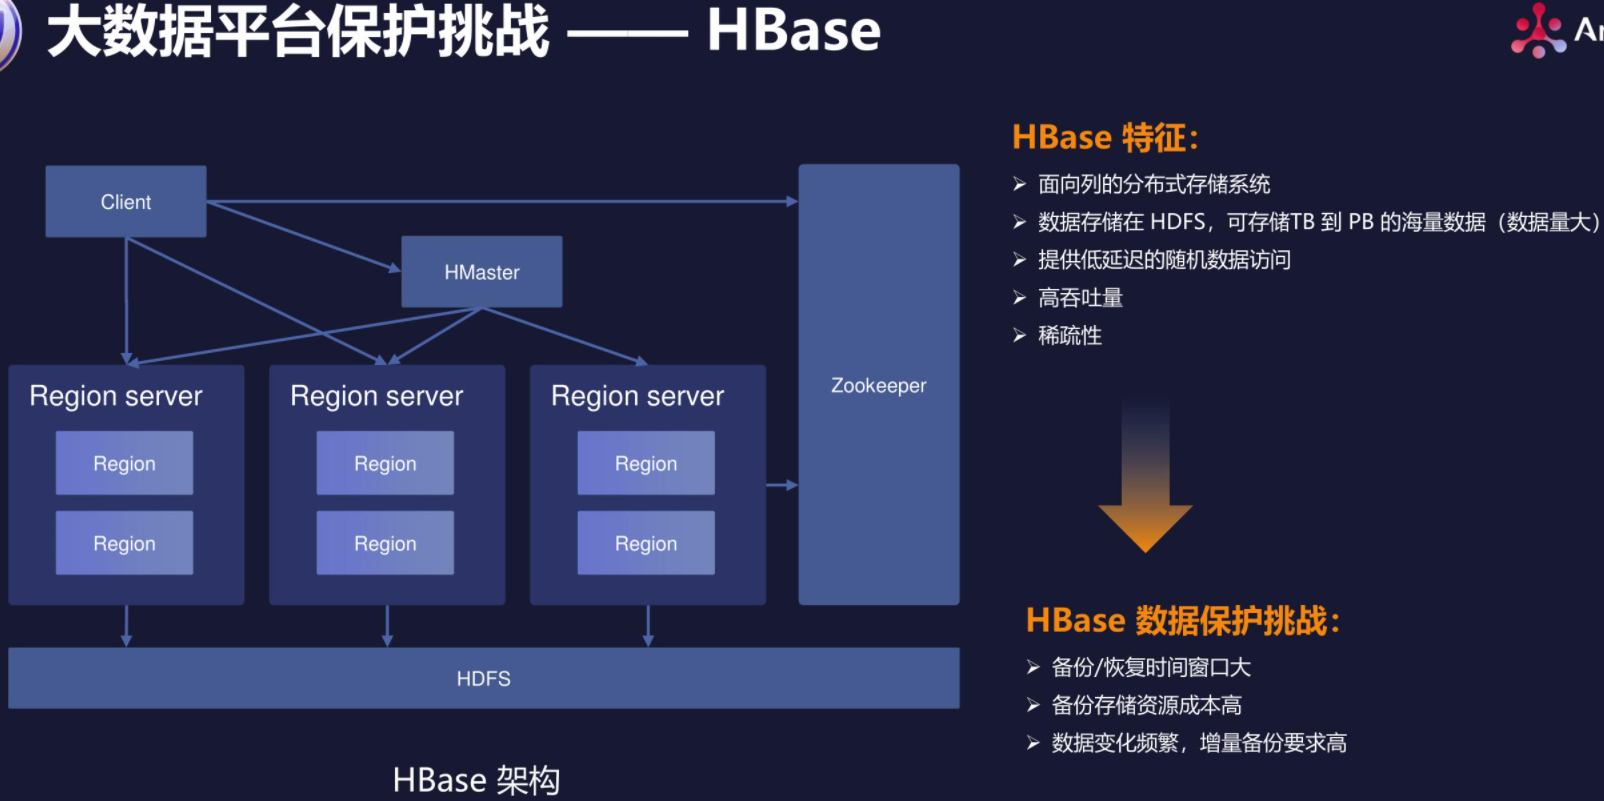 大数据平台保护挑战 —— HBase
Client
HMaster
Zookeeper
Region server
Region
Region
Region server
Region
Region
Region server
Region
Region
HDFS
HBase 架构
HBase 特征：
➢ 面向列的分布式存储系统
➢ 数据存储在 HDFS，可存储TB 到 PB 的海量数据（数据量大）
➢ 提供低延迟的随机数据访问
➢ 高吞吐量
➢ 稀疏性
HBase 数据保护挑战：
➢ 备份/恢复时间窗口大
➢ 备份存储资源成本高
➢ 数据变化频繁，增量备份要求高